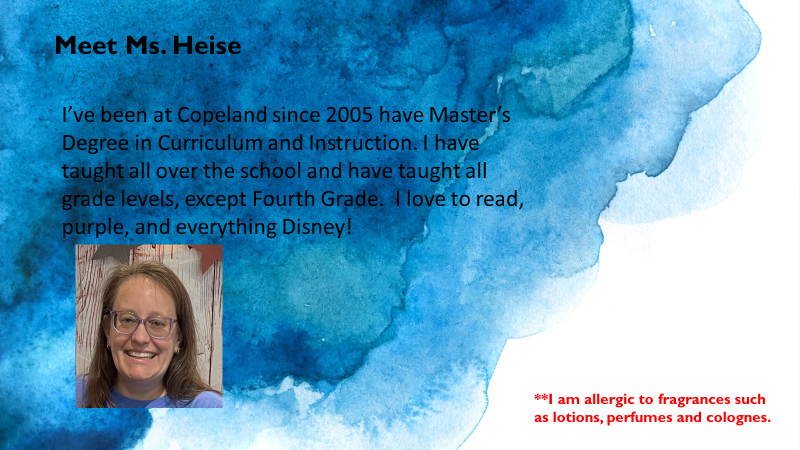 Meet Ms. Heise
I’ve been at Copeland since 2005 have Master’s
Degree in Curriculum and Instruction. I have
taught all over the school and have taught all
grade levels, except Fourth Grade.  I love to read,
purple, and everything Disney!
**I am allergic to fragrances such
as lotions, perfumes and colognes.